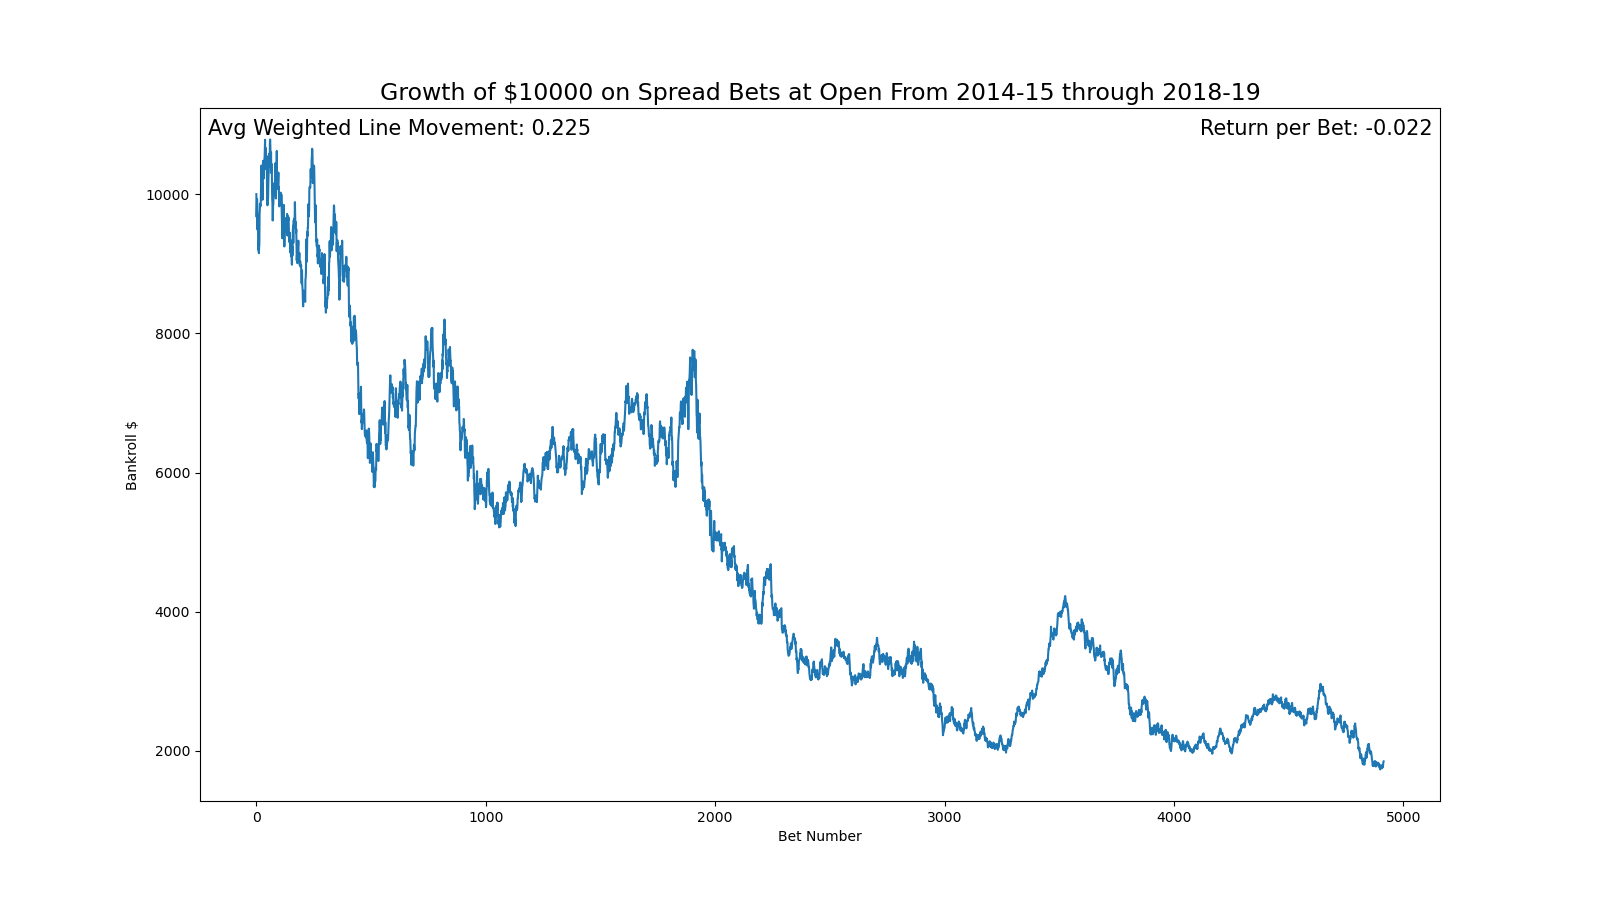 Growth of $10000 on Spread Bets at Open From 2014-15 through 2018-19
Avg Weighted Line Movement: 0.225
Return per Bet: -0.022
10000
8000
6000
4000
2000
Bankroll $
0
1000
2000
3000
4000
5000
Bet Number